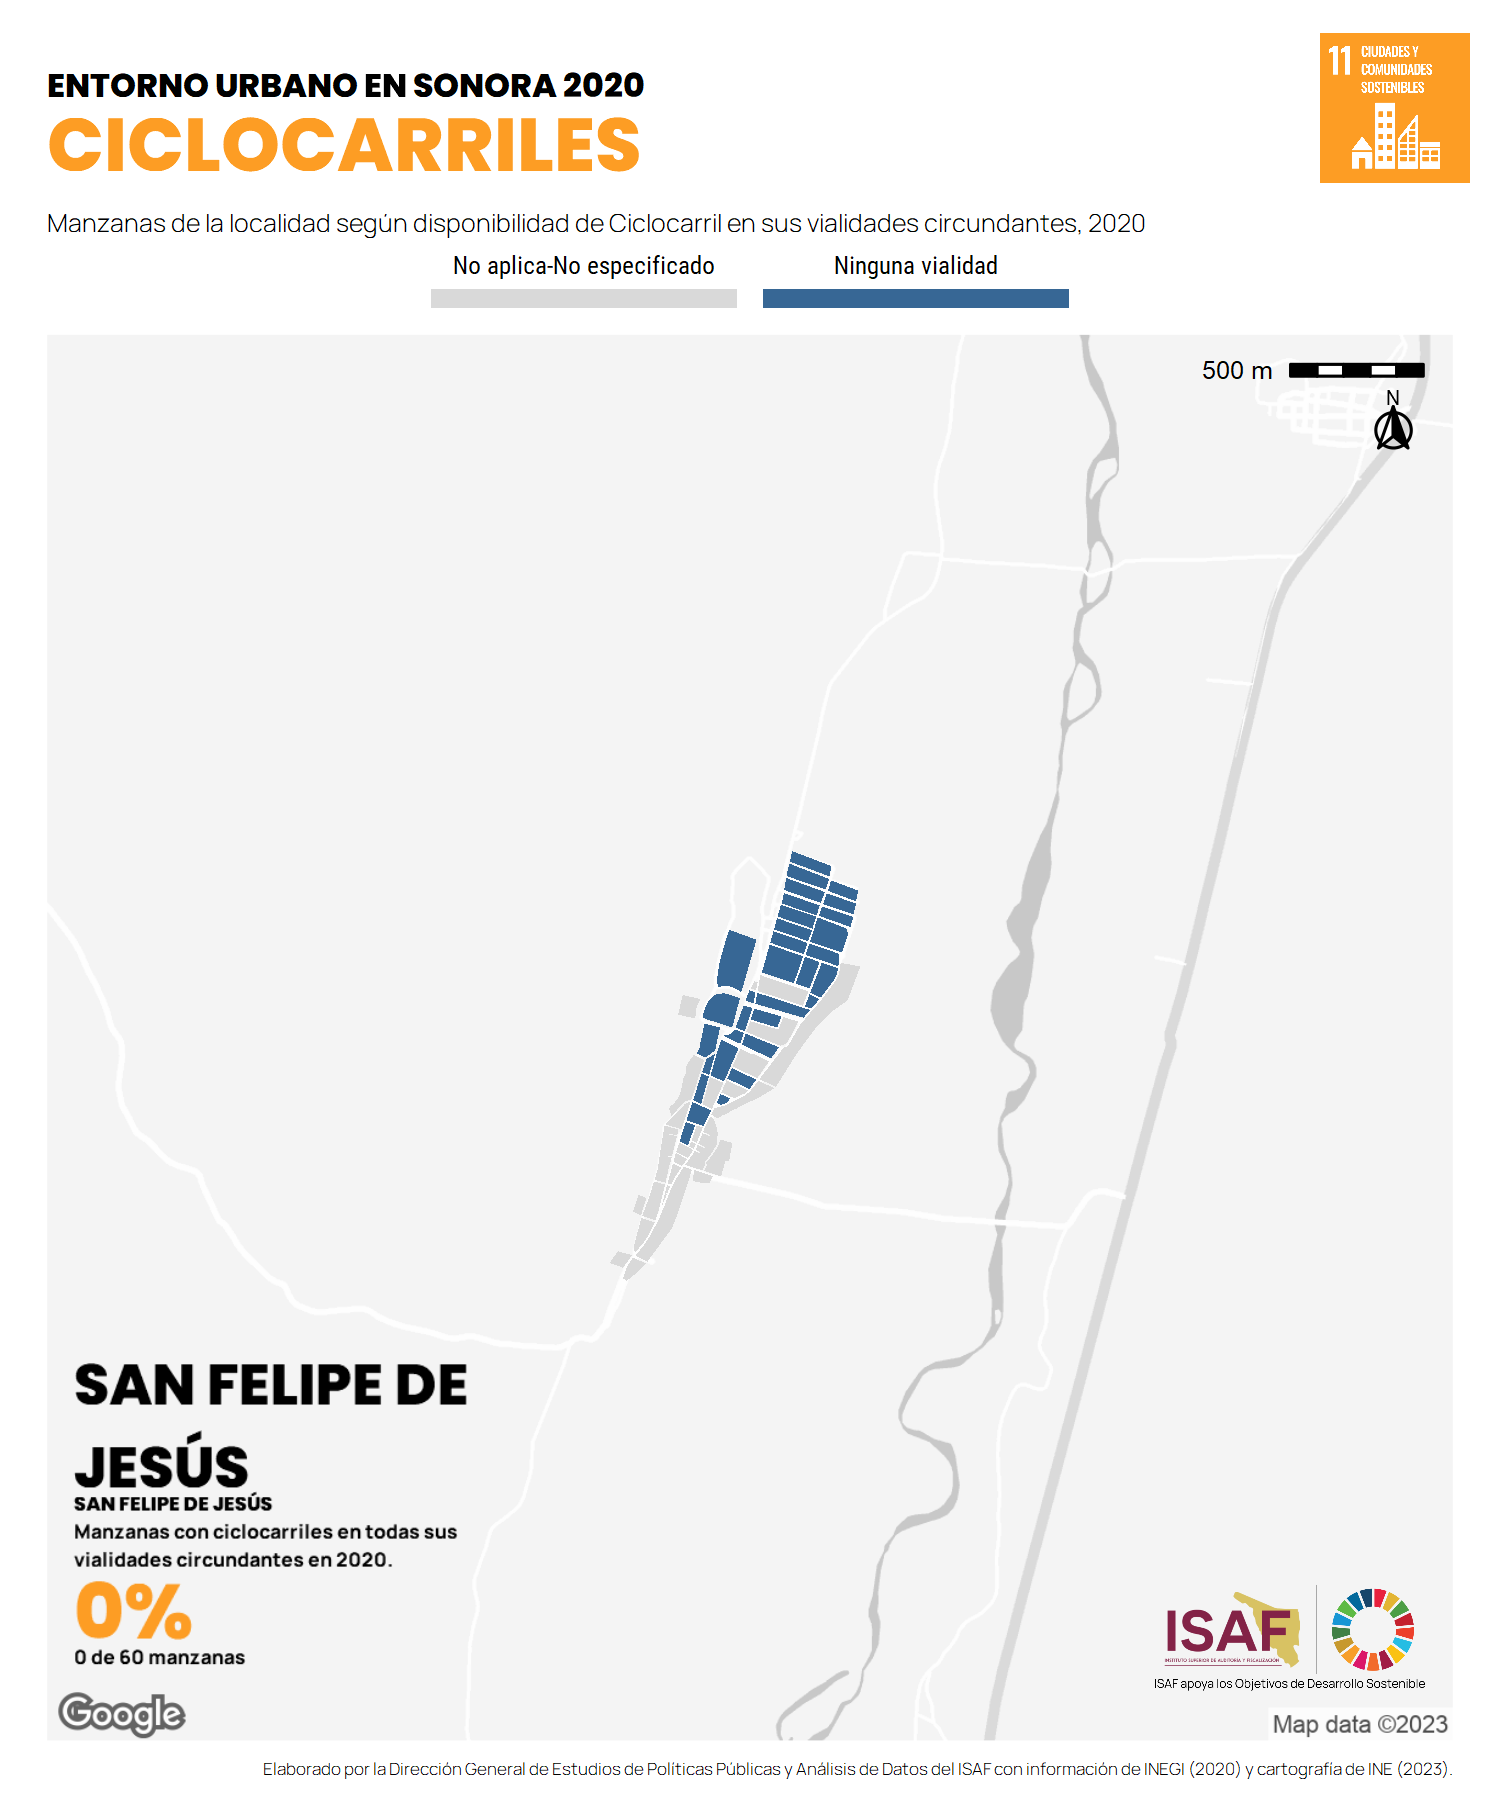 11 CIUDADES Y
COMUNIDADES
SOSTENIBLES
ENTORNO URBANO EN SONORA 2020
CICLOCARRILES
Manzanas de la localidad según disponibilidad de Ciclocarril en sus vialidades circundantes, 2020
No aplica-No especificado
Ninguna vialidad
500 m
N
SAN FELIPE DE
JESÚS
SAN FELIPE DE JESÚS
Manzanas con ciclocarriles en todas sus
vialidades circundantes en 2020.
0%
0 de 60 manzanas
Google
ISAF
INSTITUTO SUPERIOR DE AUDITORÍA Y FISCALIZACIÓN
ISAF apoya los Objetivos de Desarrollo Sostenible
Map data ©2023
Elaborado por la Dirección General de Estudios de Políticas Públicas y Análisis de Datos del ISAF con información de INEGI (2020) y cartografía de INE (2023).